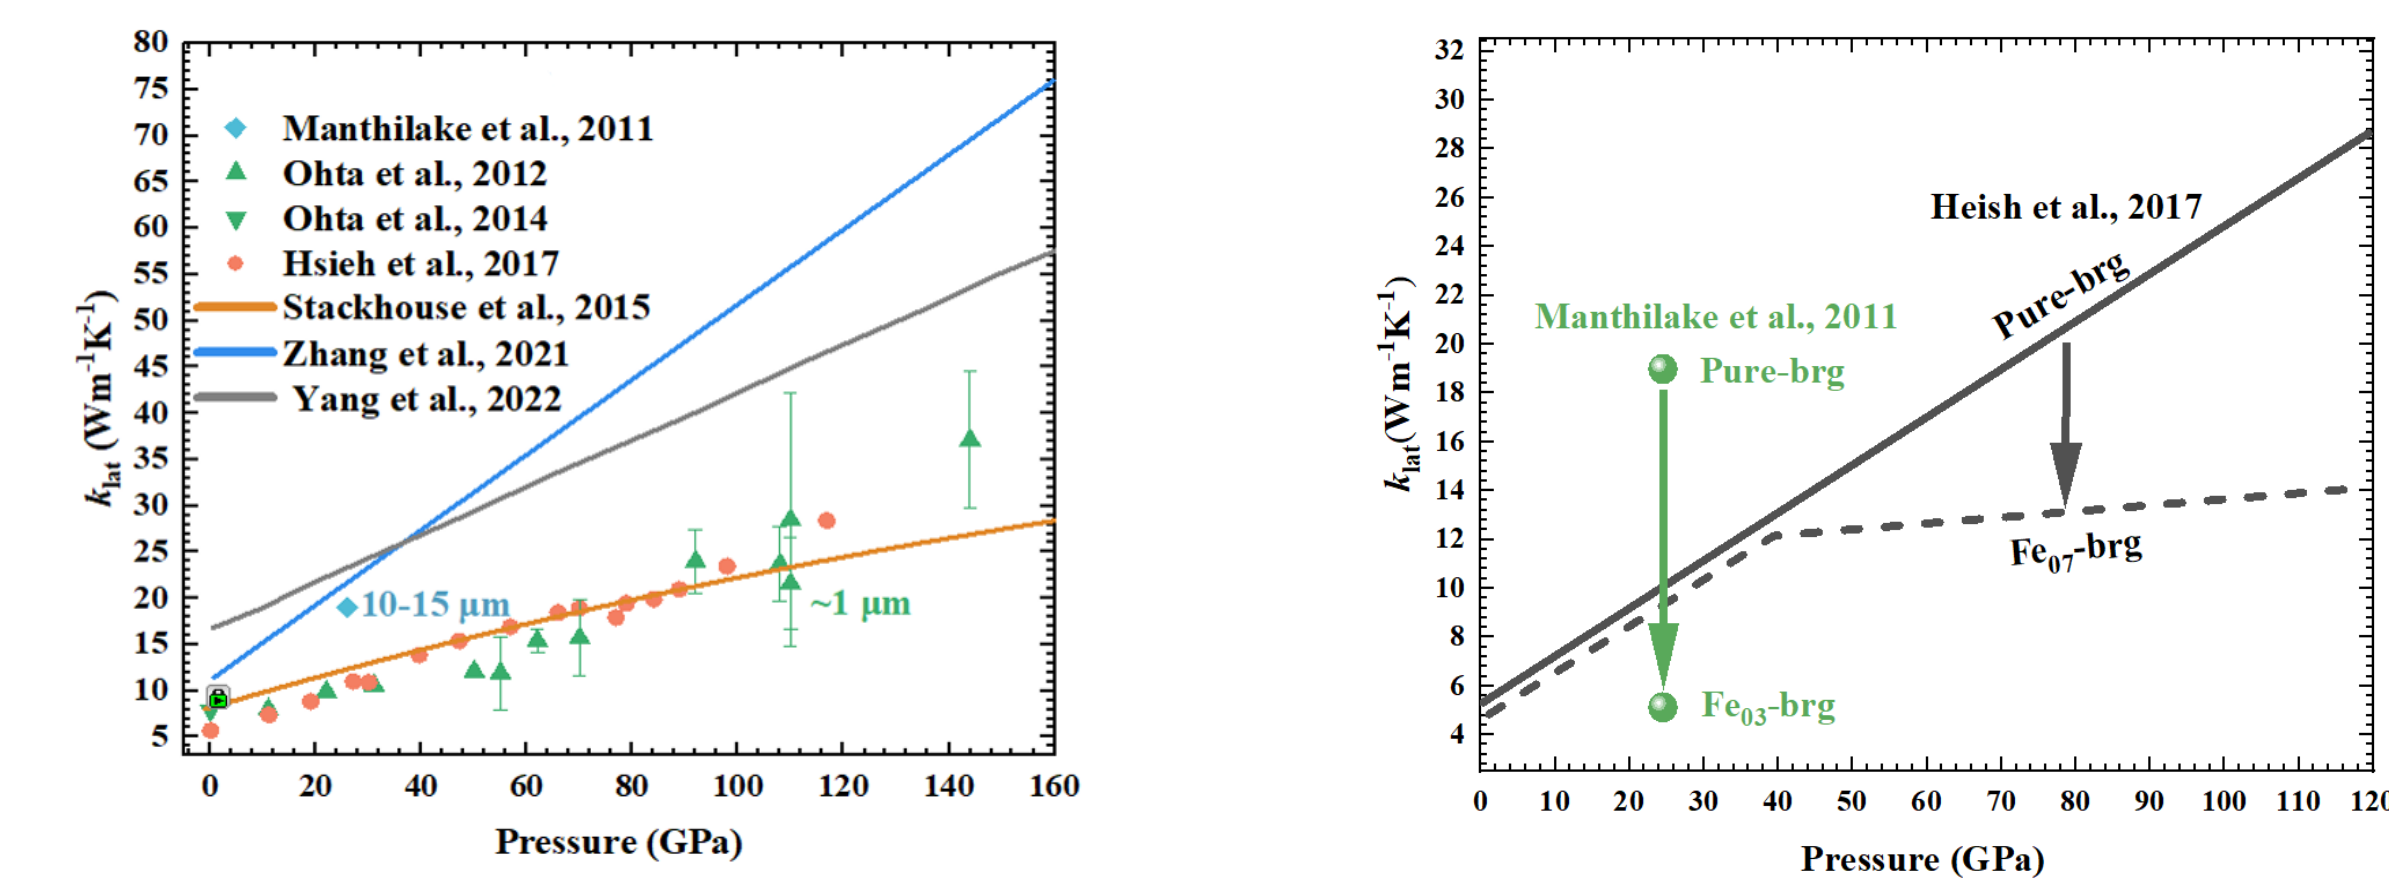 80
75
70
65
60
55
50
45
40
35
30
25
20
15
10
5
k_lat (Wm⁻¹K⁻¹)
Manthilake et al., 2011
Ohta et al., 2012
Ohta et al., 2014
Hsieh et al., 2017
Stackhouse et al., 2015
Zhang et al., 2021
Yang et al., 2022
10-15 μm
~1 μm
0 20 40 60 80 100 120 140 160
Pressure (GPa)
32
30
28
26
24
22
20
18
16
14
12
10
8
6
4
k_lat(Wm⁻¹K⁻¹)
Heish et al., 2017
Pure-brg
Manthilake et al., 2011
Pure-brg
Fe₀₇-brg
Fe₀₃-brg
0 10 20 30 40 50 60 70 80 90 100 110 120
Pressure (GPa)